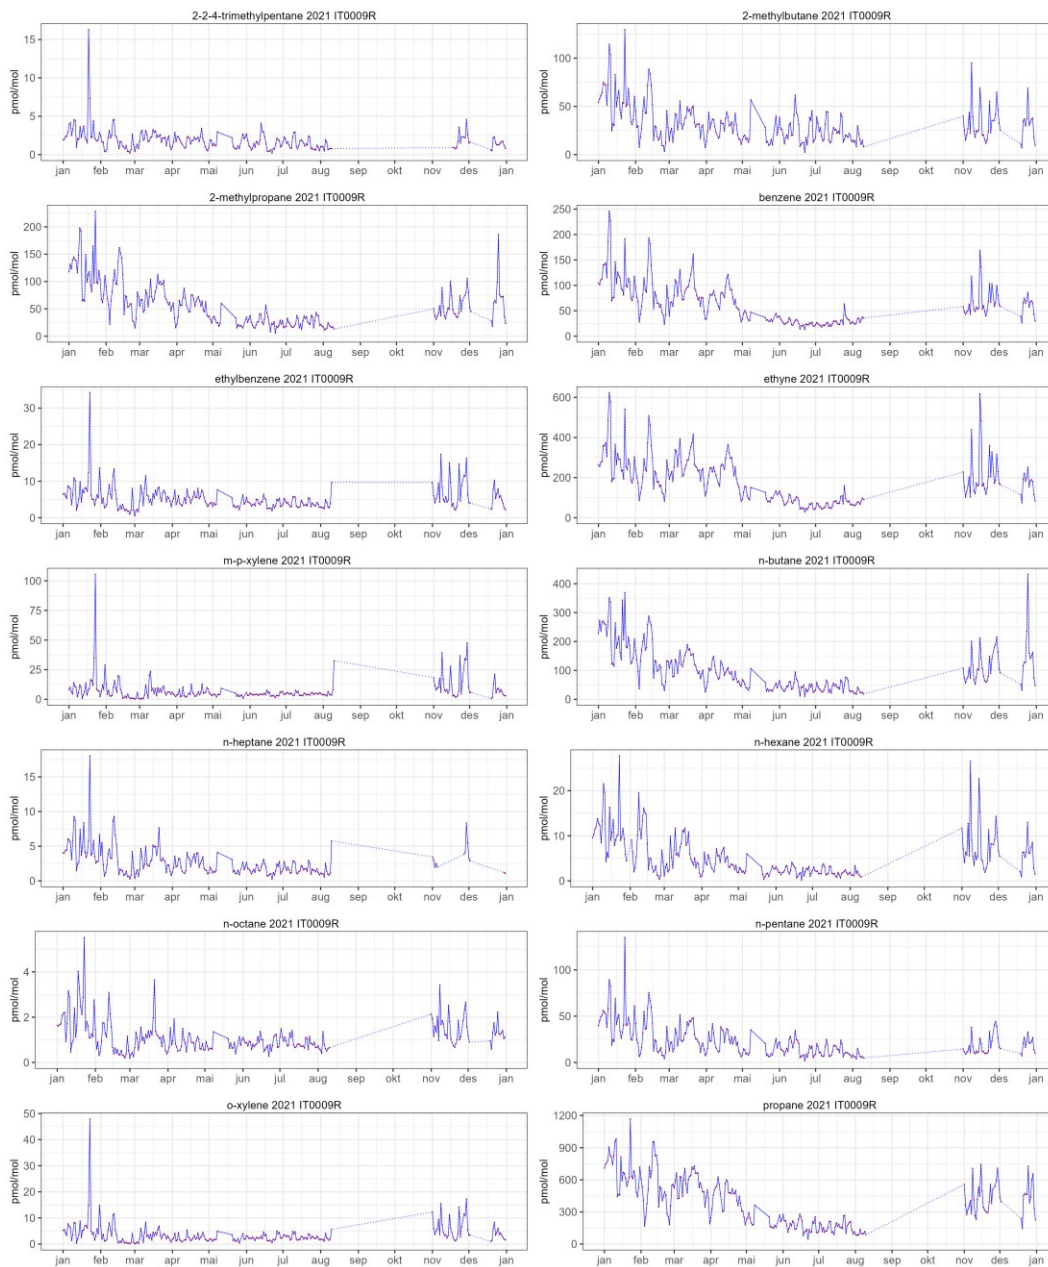 2-2-4-trimethylpentane 2021 IT0009R
pmol/mol
15
10
5
0
jan feb mar apr mai jun jul aug sep okt nov des jan
2-methylbutane 2021 IT0009R
pmol/mol
100
50
0
jan feb mar apr mai jun jul aug sep okt nov des jan
2-methylpropane 2021 IT0009R
pmol/mol
200
150
100
50
0
jan feb mar apr mai jun jul aug sep okt nov des jan
benzene 2021 IT0009R
pmol/mol
250
200
150
100
50
0
jan feb mar apr mai jun jul aug sep okt nov des jan
ethylbenzene 2021 IT0009R
pmol/mol
30
20
10
0
jan feb mar apr mai jun jul aug sep okt nov des jan
ethyne 2021 IT0009R
pmol/mol
600
400
200
0
jan feb mar apr mai jun jul aug sep okt nov des jan
m-p-xylene 2021 IT0009R
pmol/mol
100
75
50
25
0
jan feb mar apr mai jun jul aug sep okt nov des jan
n-butane 2021 IT0009R
pmol/mol
400
300
200
100
0
jan feb mar apr mai jun jul aug sep okt nov des jan
n-heptane 2021 IT0009R
pmol/mol
15
10
5
0
jan feb mar apr mai jun jul aug sep okt nov des jan
n-hexane 2021 IT0009R
pmol/mol
20
10
0
jan feb mar apr mai jun jul aug sep okt nov des jan
n-octane 2021 IT0009R
pmol/mol
4
2
0
jan feb mar apr mai jun jul aug sep okt nov des jan
n-pentane 2021 IT0009R
pmol/mol
100
50
0
jan feb mar apr mai jun jul aug sep okt nov des jan
o-xylene 2021 IT0009R
pmol/mol
50
40
30
20
10
0
jan feb mar apr mai jun jul aug sep okt nov des jan
propane 2021 IT0009R
pmol/mol
1200
900
600
300
0
jan feb mar apr mai jun jul aug sep okt nov des jan